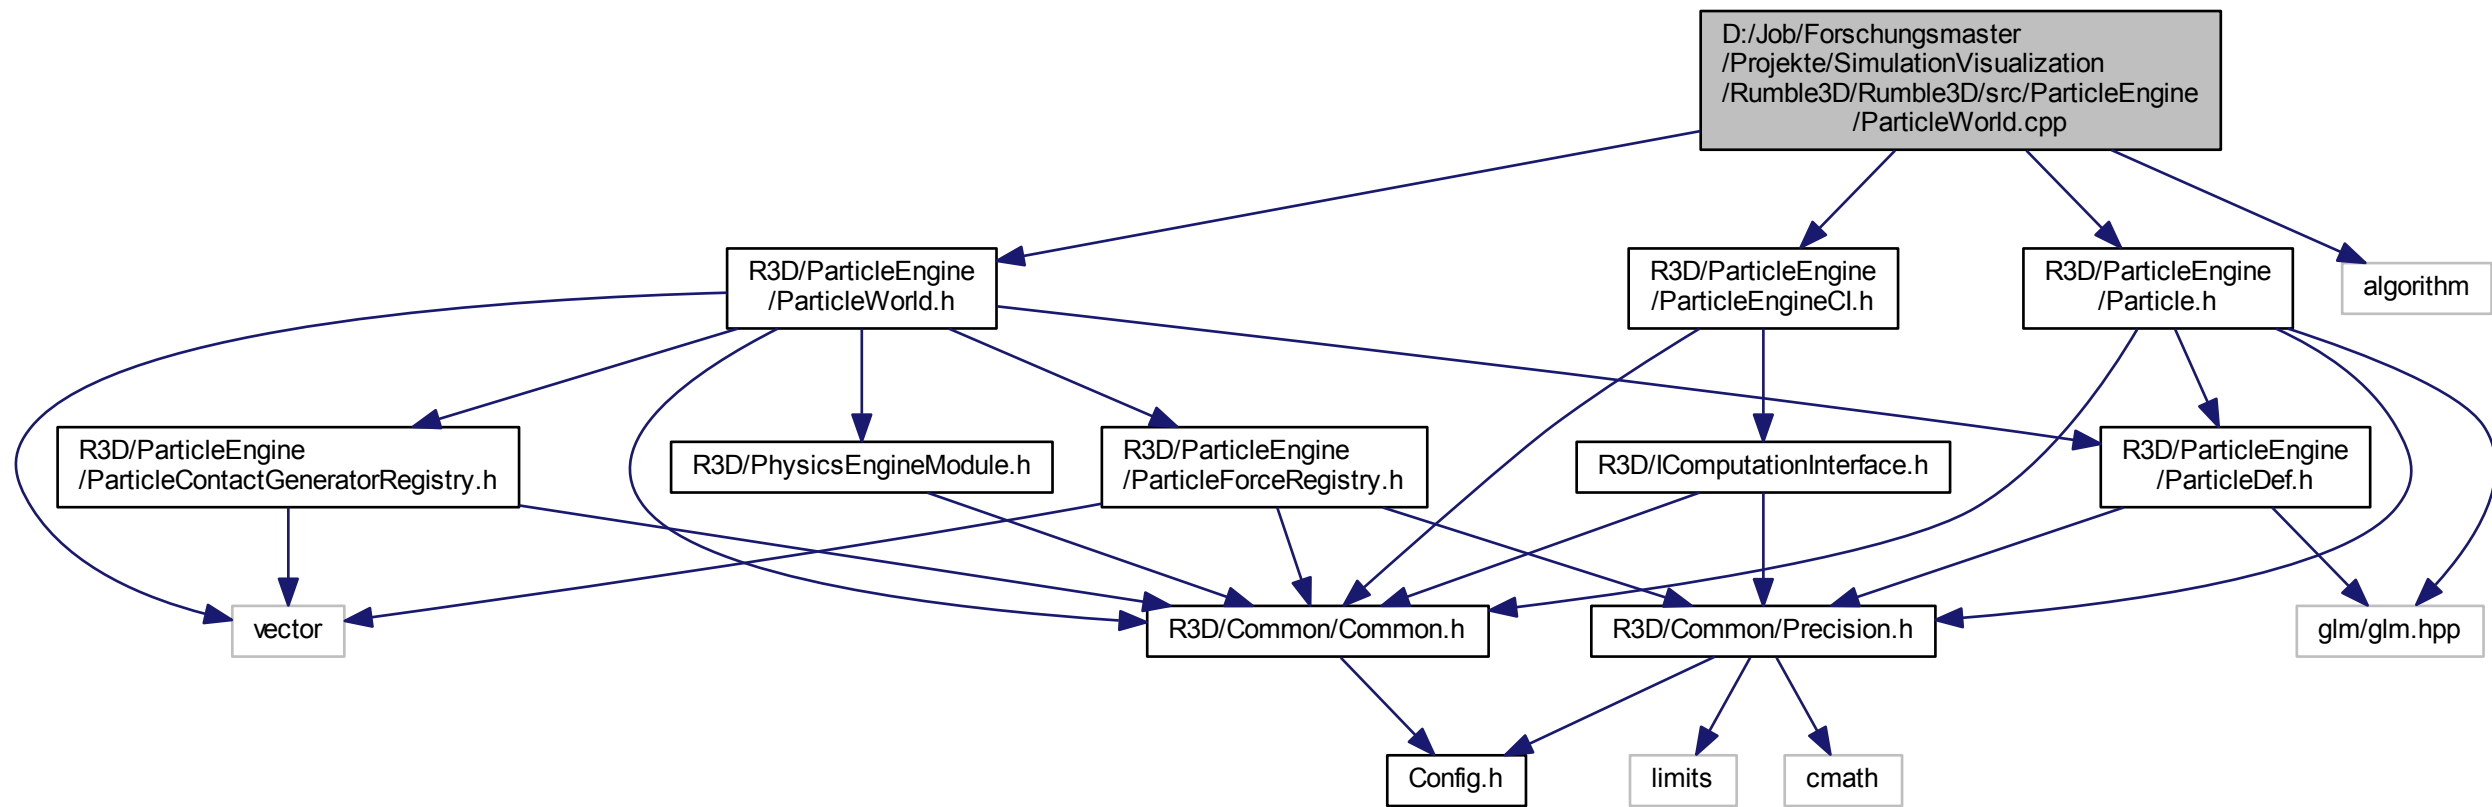 D:/Job/Forschungsmaster
/Projekte/SimulationVisualization
/Rumble3D/Rumble3D/src/ParticleEngine
/ParticleWorld.cpp
R3D/ParticleEngine
/ParticleWorld.h
R3D/ParticleEngine
/ParticleEngineCI.h
R3D/ParticleEngine
/Particle.h
algorithm
R3D/ParticleEngine
/ParticleContactGeneratorRegistry.h
R3D/PhysicsEngineModule.h
R3D/ParticleEngine
/ParticleForceRegistry.h
R3D/IComputationInterface.h
R3D/ParticleEngine
/ParticleDef.h
vector
R3D/Common/Common.h
R3D/Common/Precision.h
glm/glm.hpp
Config.h
limits
cmath